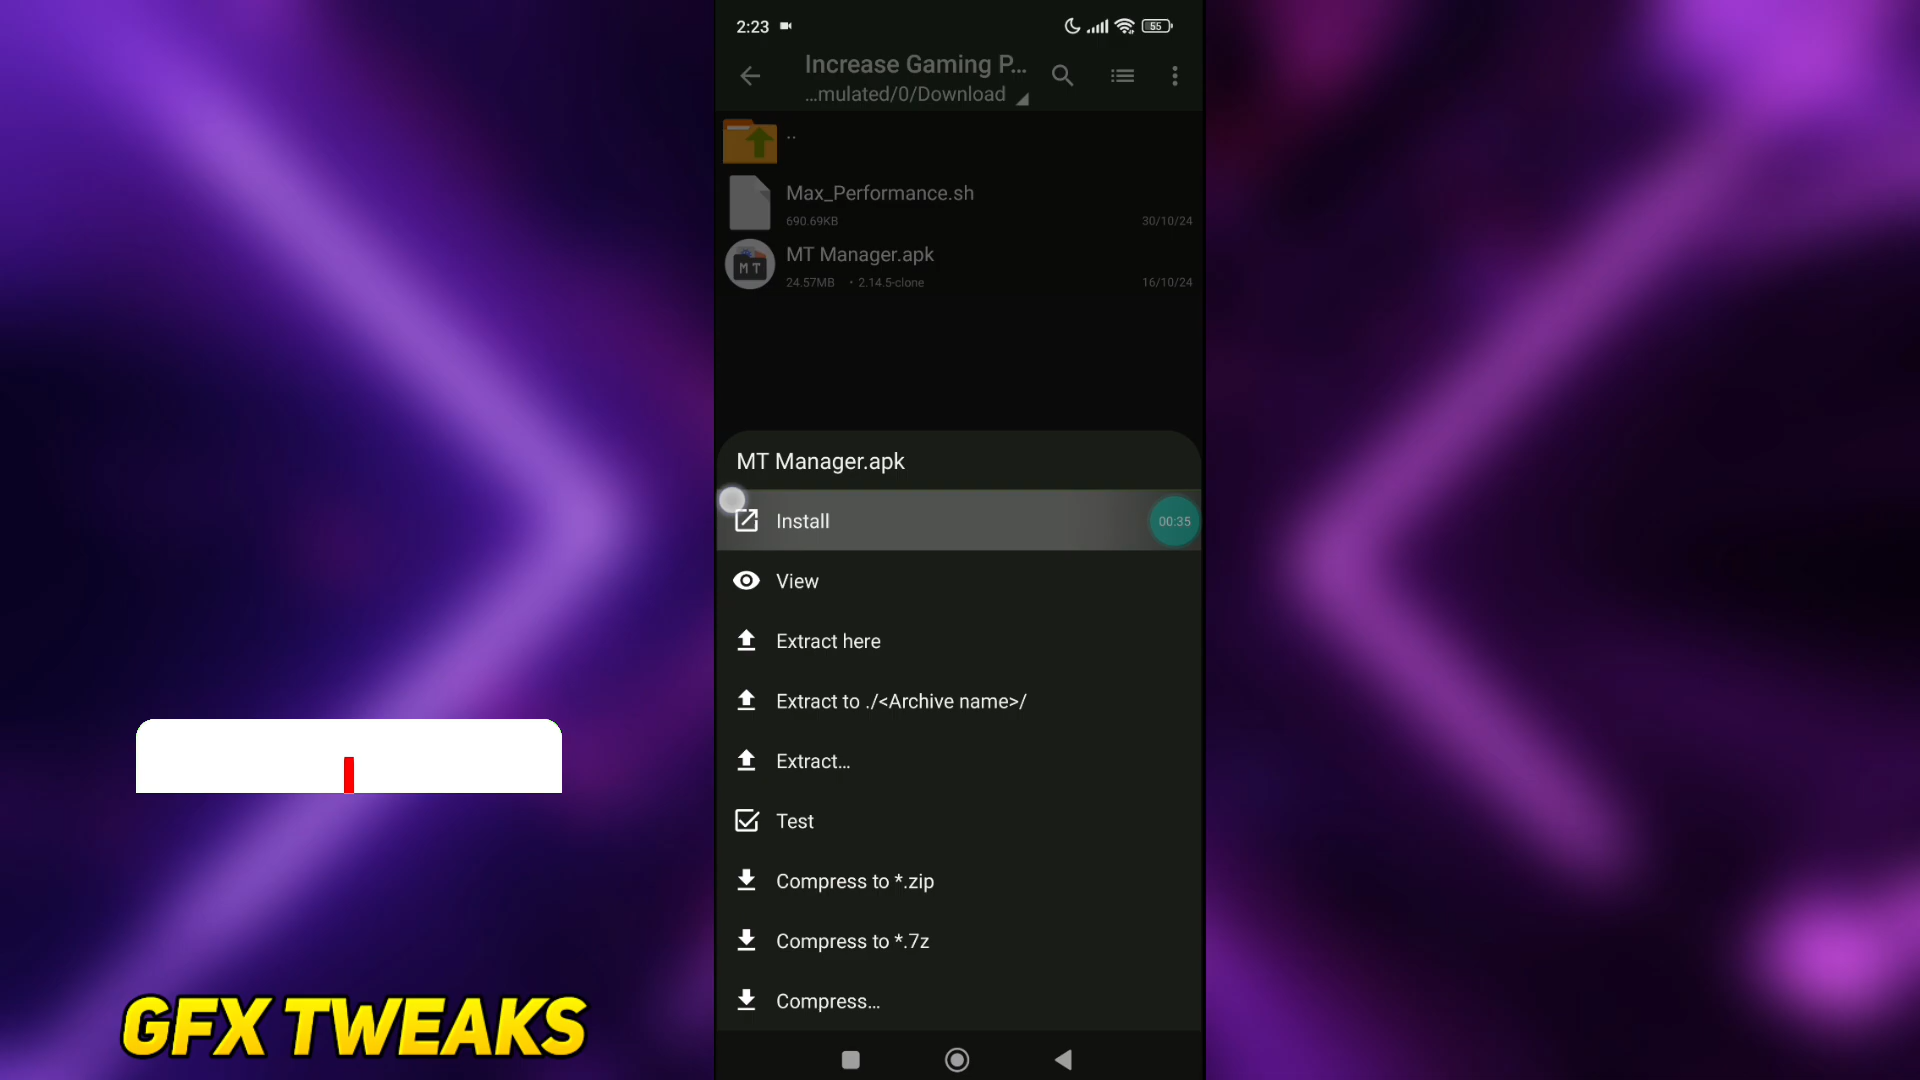 2:23
55
Increase Gaming P...
...mulated/0/Download
..
Max_Performance.sh
690.69KB
30/10/24
MT
MT Manager.apk
24.57MB • 2.14.5-clone
16/10/24
MT Manager.apk
Install
00:35
View
Extract here
Extract to ./<Archive name>/
Extract...
Test
Compress to *.zip
Compress to *.7z
Compress...
GFX TWEAKS